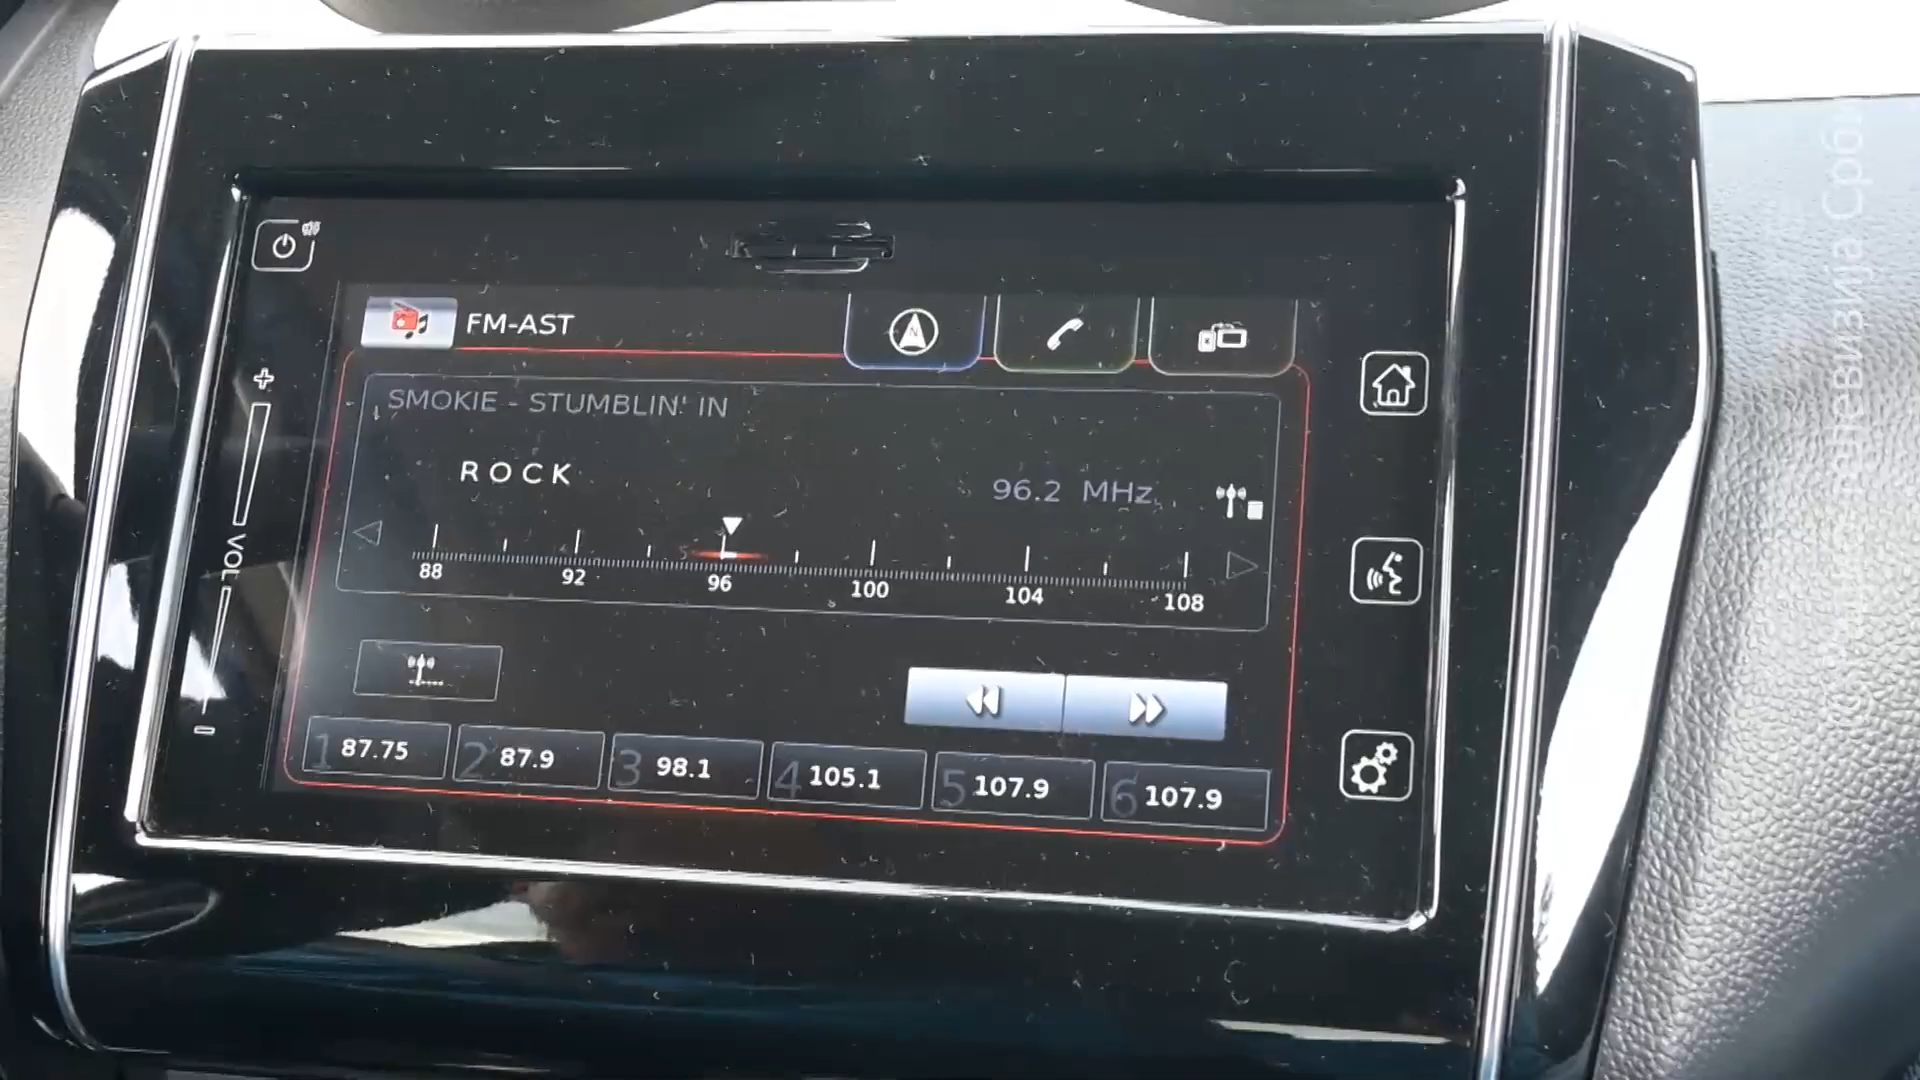 FM-AST
SMOKIE - STUMBLIN' IN
ROCK
96.2 MHz
88 92 96 100 104 108
VOL
1 87.75
2 87.9
3 98.1
4 105.1
5 107.9
6 107.9